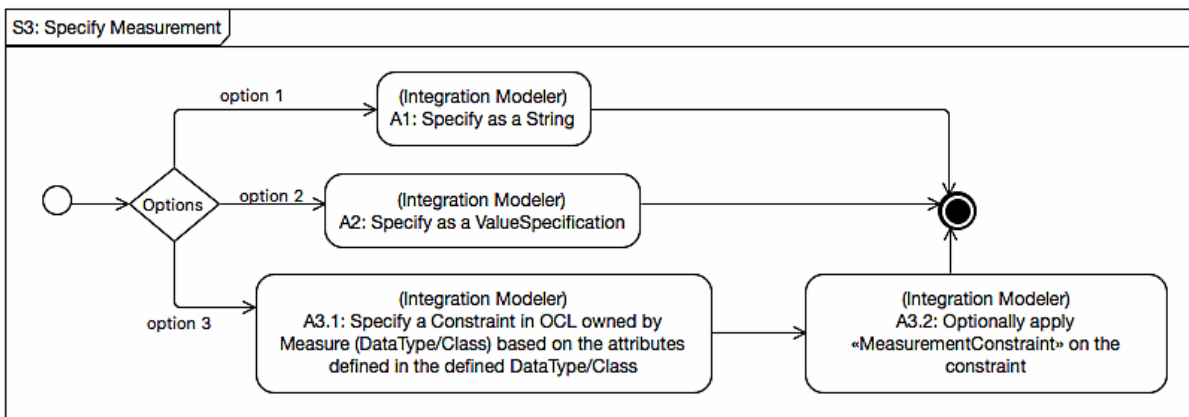 S3: Specify Measurement
option 1
(Integration Modeler)
A1: Specify as a String
Options
option 2
(Integration Modeler)
A2: Specify as a ValueSpecification
option 3
(Integration Modeler)
A3.1: Specify a Constraint in OCL owned by
Measure (DataType/Class) based on the attributes
defined in the defined DataType/Class
(Integration Modeler)
A3.2: Optionally apply
«MeasurementConstraint» on the
constraint